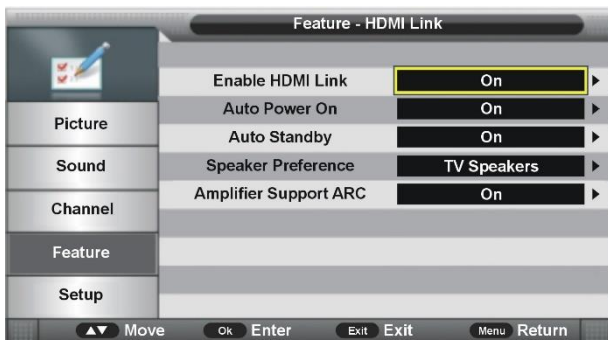 Feature - HDMI Link
Enable HDMI Link On
Auto Power On On
Auto Standby On
Speaker Preference TV Speakers
Amplifier Support ARC On
Picture
Sound
Channel
Feature
Setup
Move Ok Enter Exit Exit Menu Return